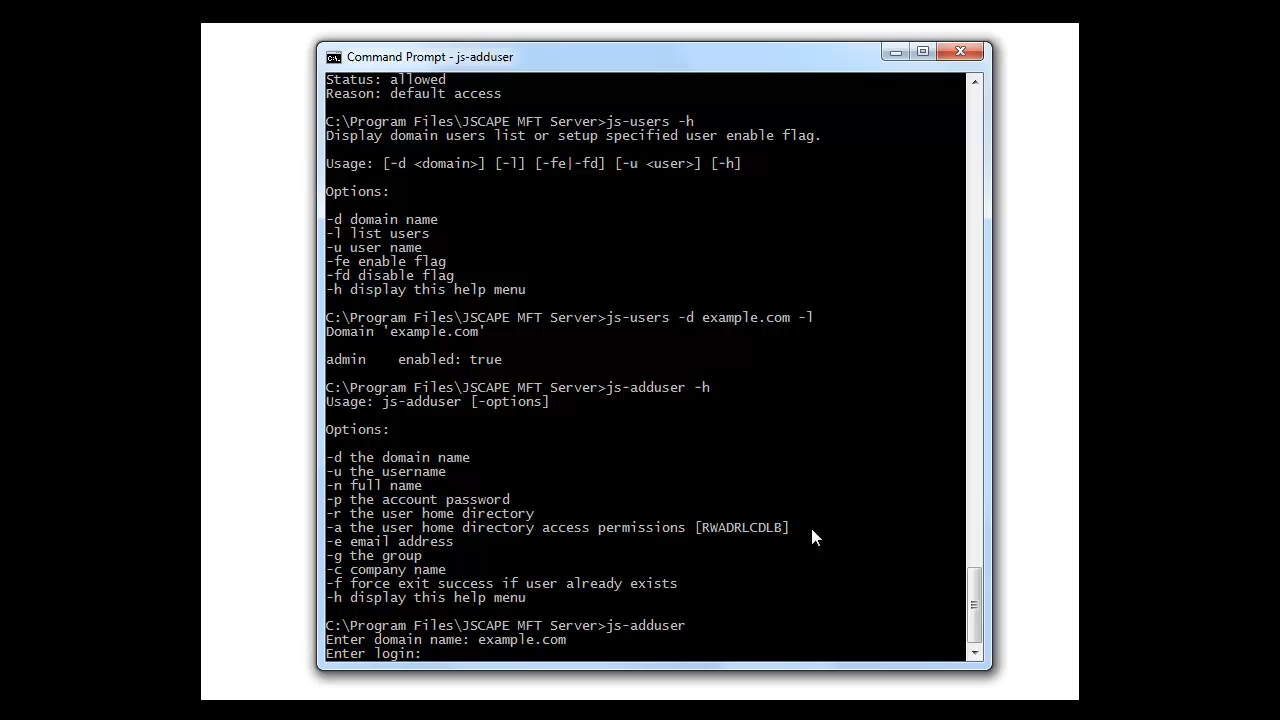 Command Prompt - js-adduser
Status: allowed
Reason: default access
C:\Program Files\JSCAPE MFT Server>js-users -h
Display domain users list or setup specified user enable flag.
Usage: [-d <domain>] [-l] [-fe|-fd] [-u <user>] [-h]
Options:
-d domain name
-l list users
-u user name
-fe enable flag
-fd disable flag
-h display this help menu
C:\Program Files\JSCAPE MFT Server>js-users -d example.com -l
Domain 'example.com'
admin    enabled: true
C:\Program Files\JSCAPE MFT Server>js-adduser -h
Usage: js-adduser [-options]
Options:
-d the domain name
-u the username
-n full name
-p the account password
-r the user home directory
-a the user home directory access permissions [RWADRLCDLB]
-e email address
-g the group
-c company name
-f force exit success if user already exists
-h display this help menu
C:\Program Files\JSCAPE MFT Server>js-adduser
Enter domain name: example.com
Enter login: